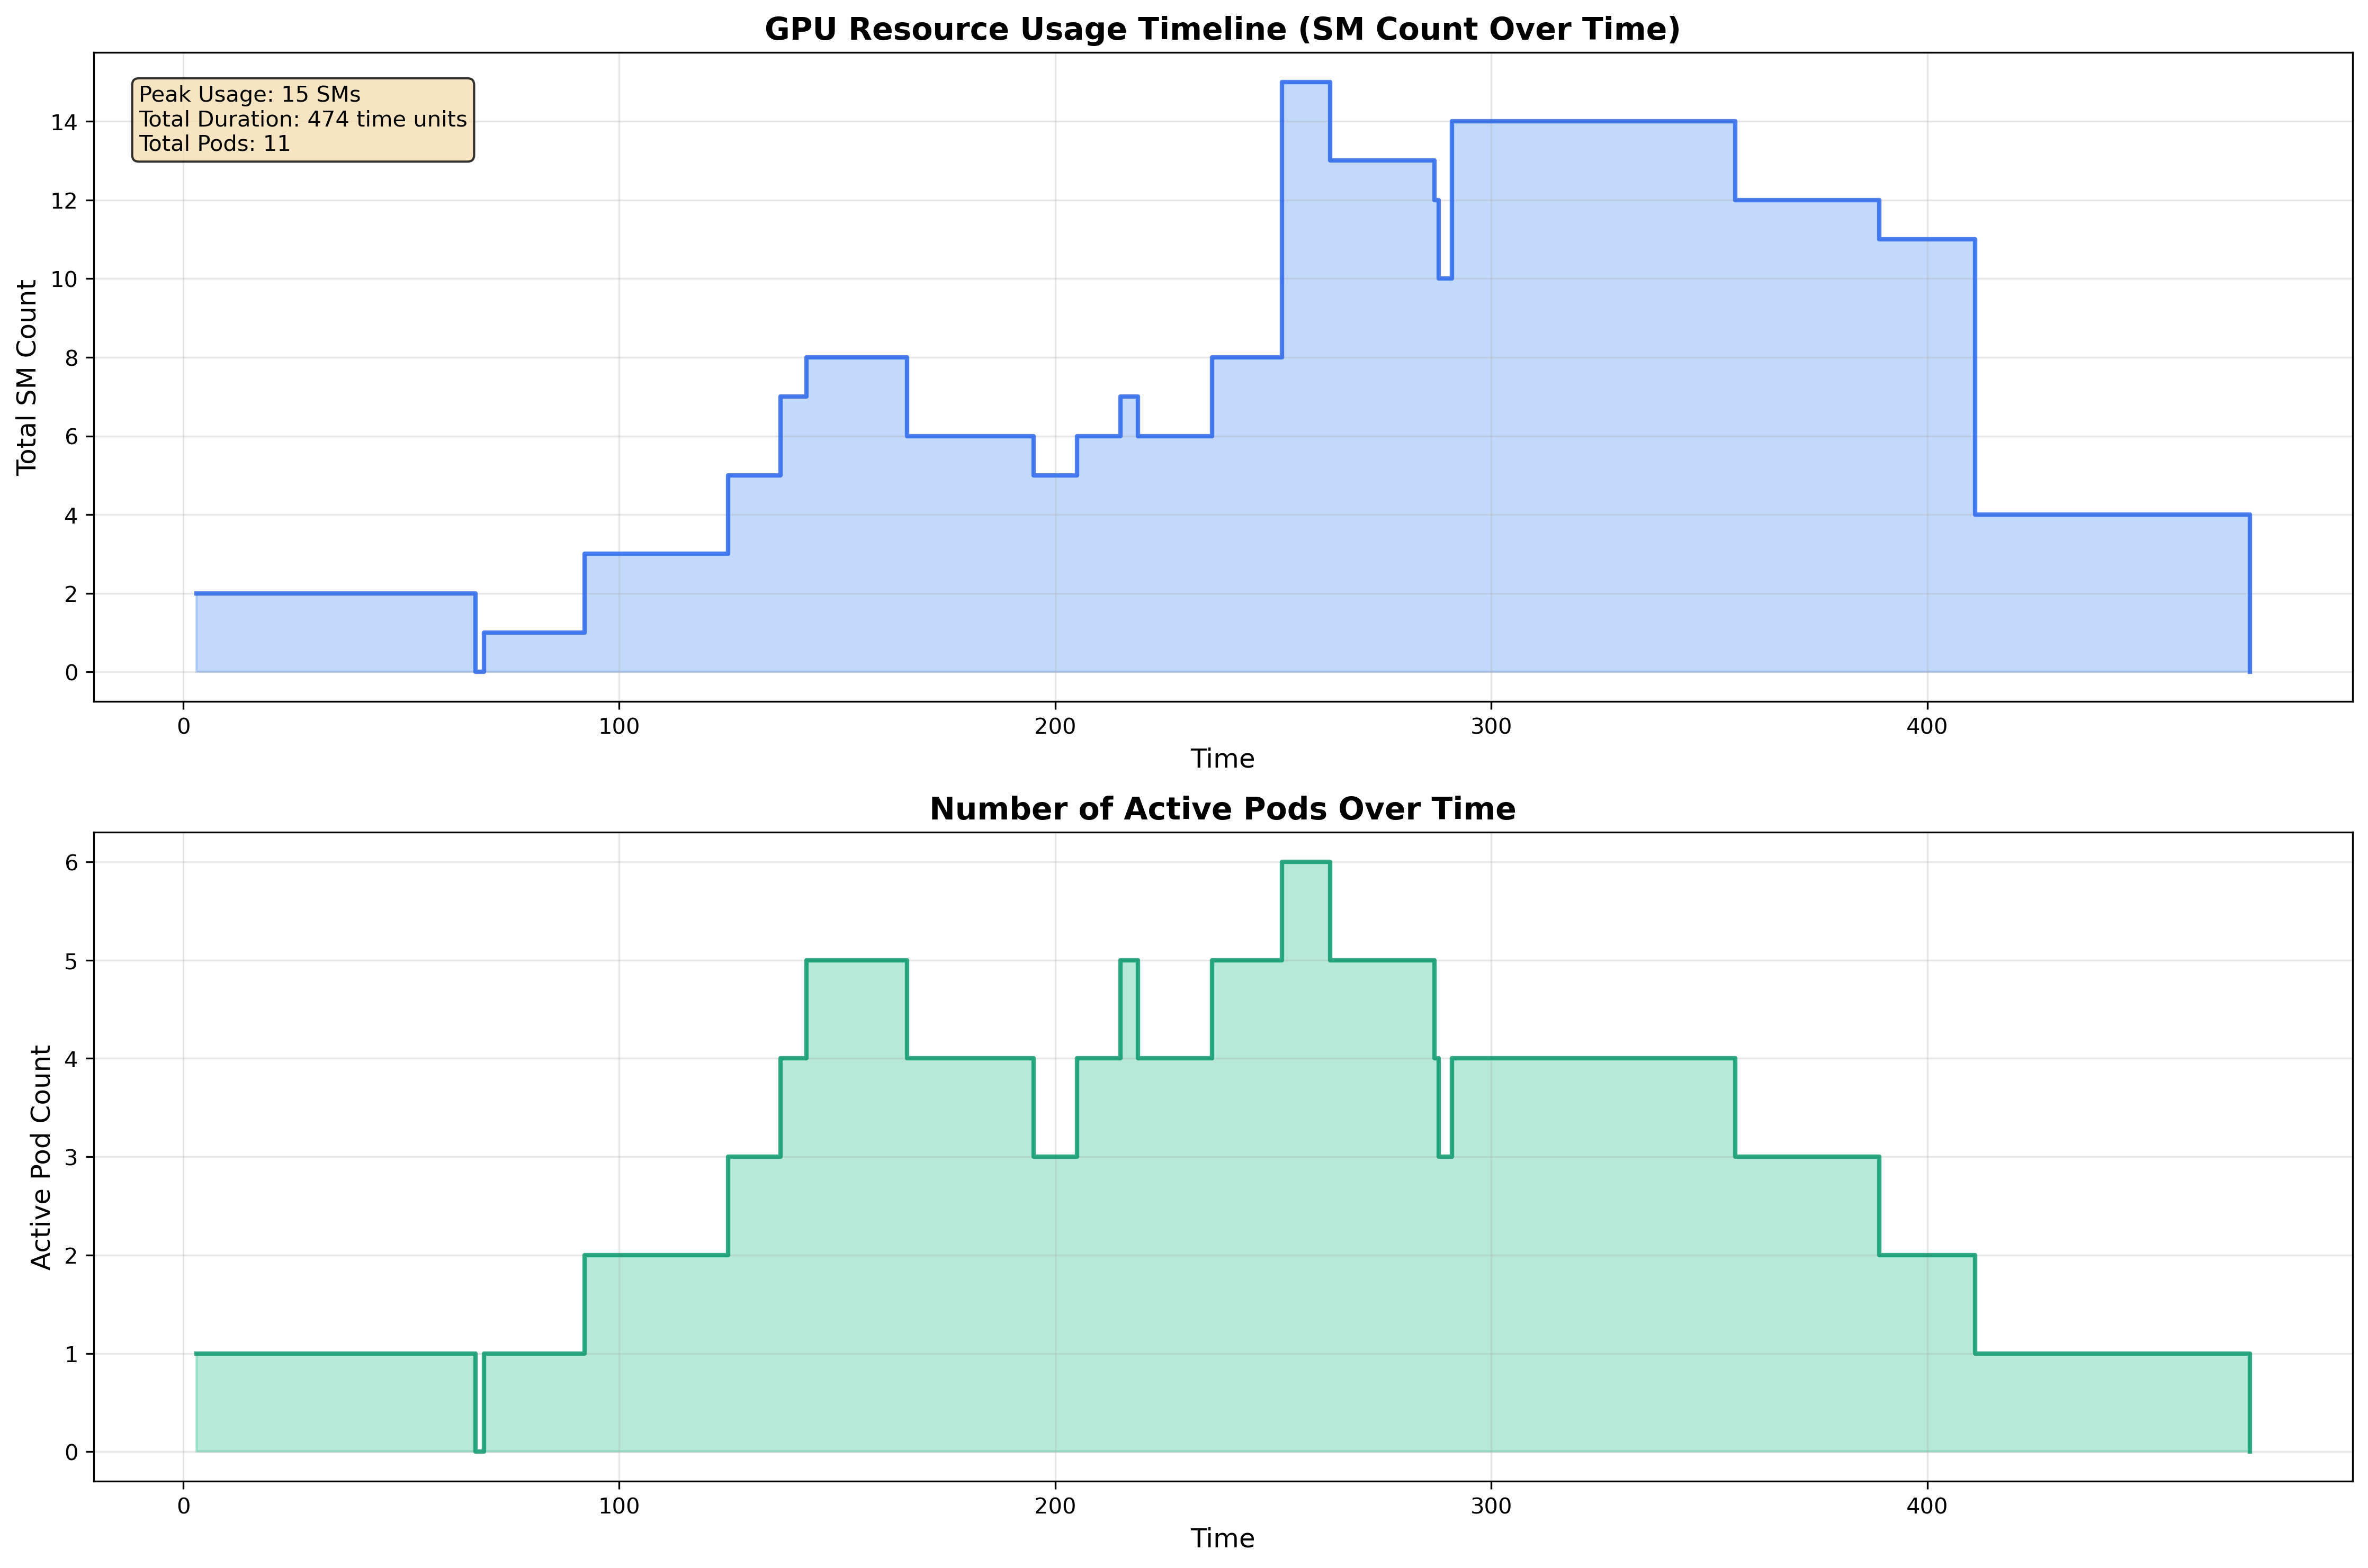 GPU Resource Usage Timeline (SM Count Over Time)
Peak Usage: 15 SMs
Total Duration: 474 time units
Total Pods: 11
Total SM Count
14
12
10
8
6
4
2
0
0 100 200 300 400
Time
Number of Active Pods Over Time
Active Pod Count
6
5
4
3
2
1
0
0 100 200 300 400
Time